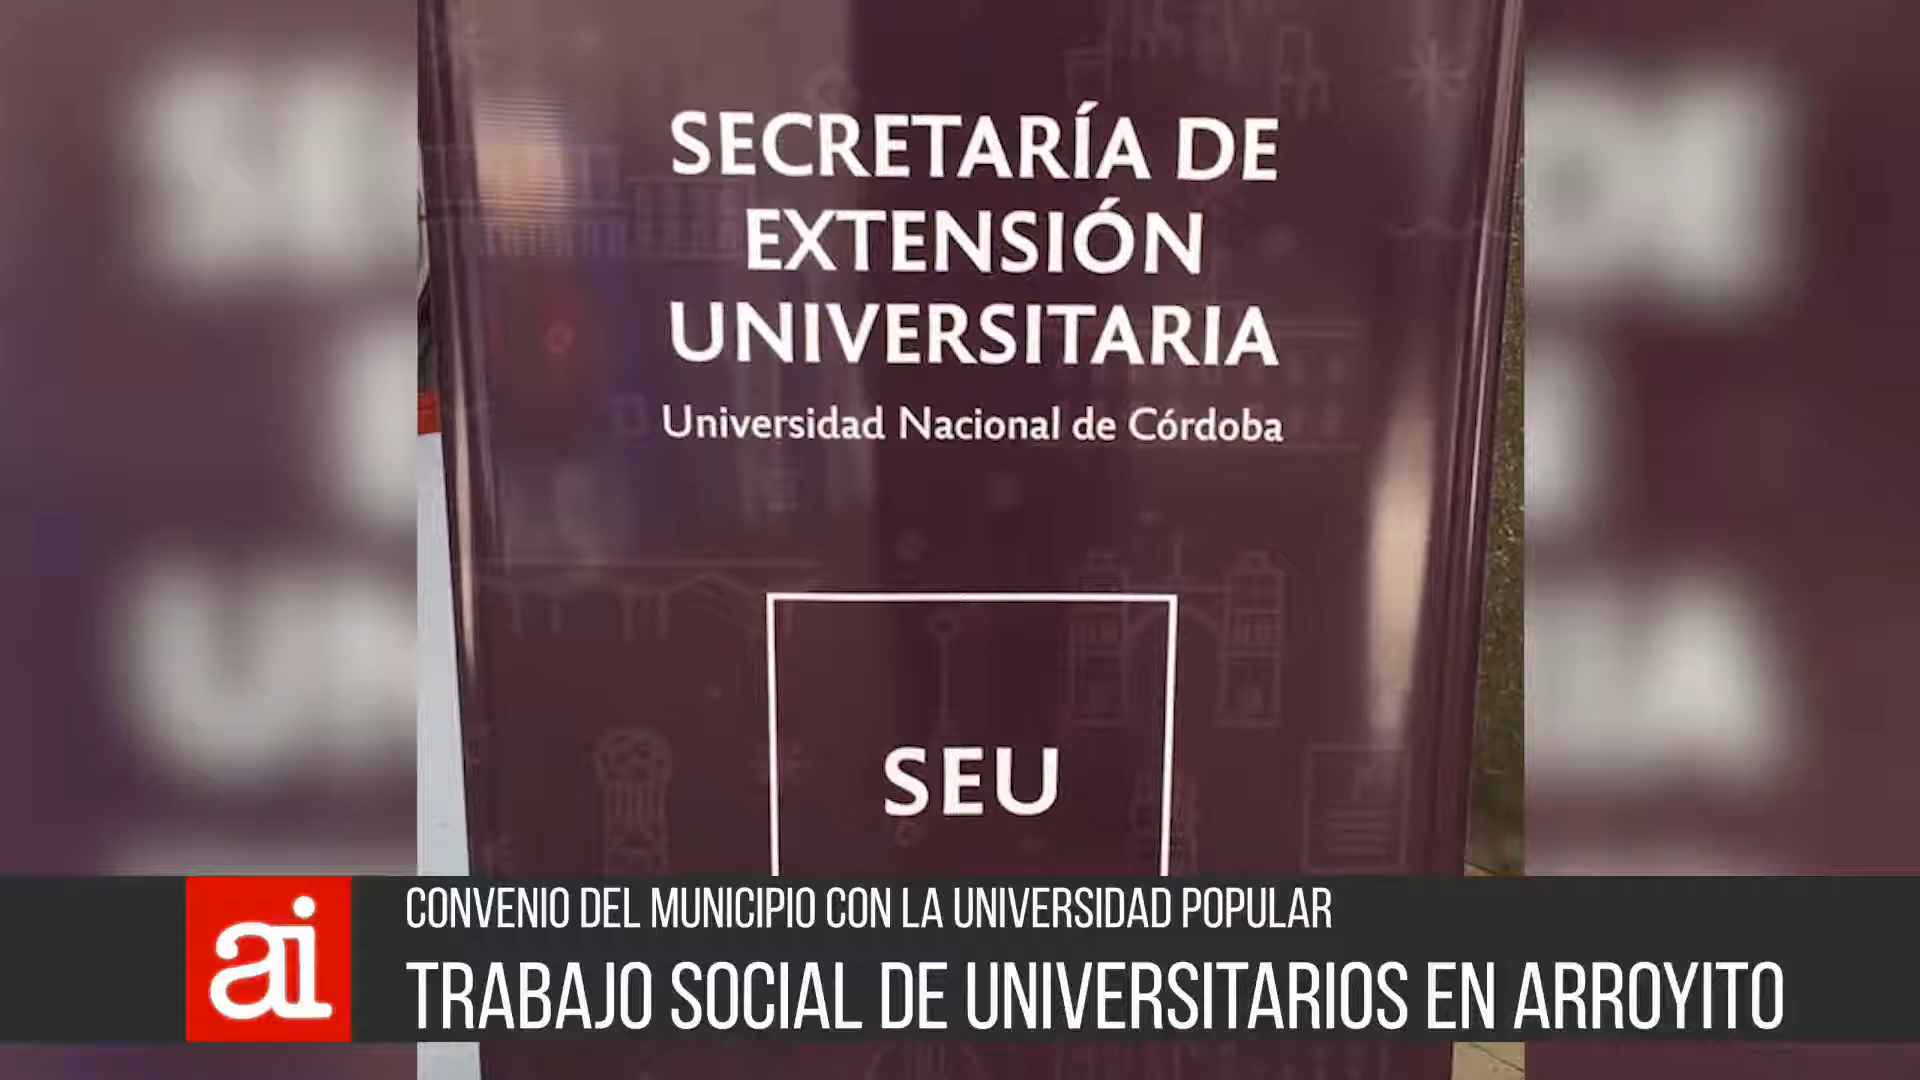 SECRETARÍA DE
EXTENSIÓN
UNIVERSITARIA
Universidad Nacional de Córdoba
SEU
ai
CONVENIO DEL MUNICIPIO CON LA UNIVERSIDAD POPULAR
TRABAJO SOCIAL DE UNIVERSITARIOS EN ARROYITO